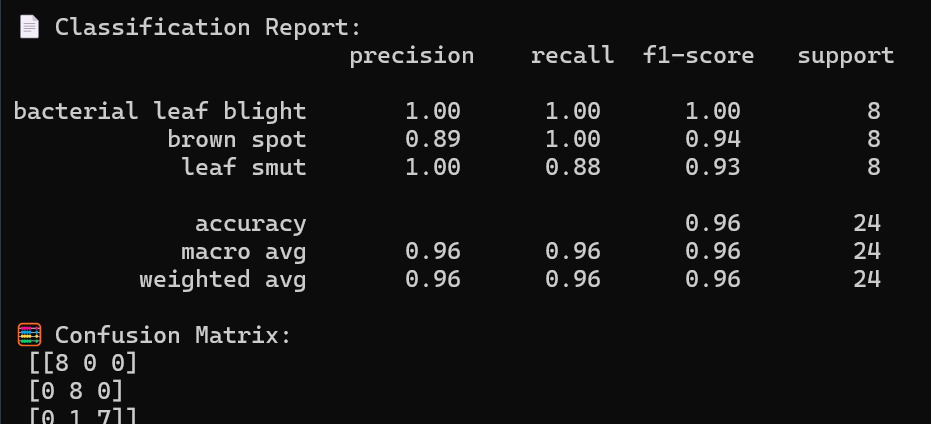 Classification Report:
precision recall f1-score support
bacterial leaf blight 1.00 1.00 1.00 8
brown spot 0.89 1.00 0.94 8
leaf smut 1.00 0.88 0.93 8
accuracy 0.96 24
macro avg 0.96 0.96 0.96 24
weighted avg 0.96 0.96 0.96 24
Confusion Matrix:
[[8 0 0]
[0 8 0]
[0 1 7]]